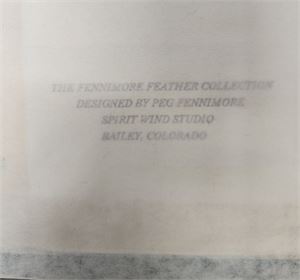 THE FENNIMORE FEATHER COLLECTION
DESIGNED BY PEG FENNIMORE
SPIRIT WIND STUDIO
BAILEY, COLORADO